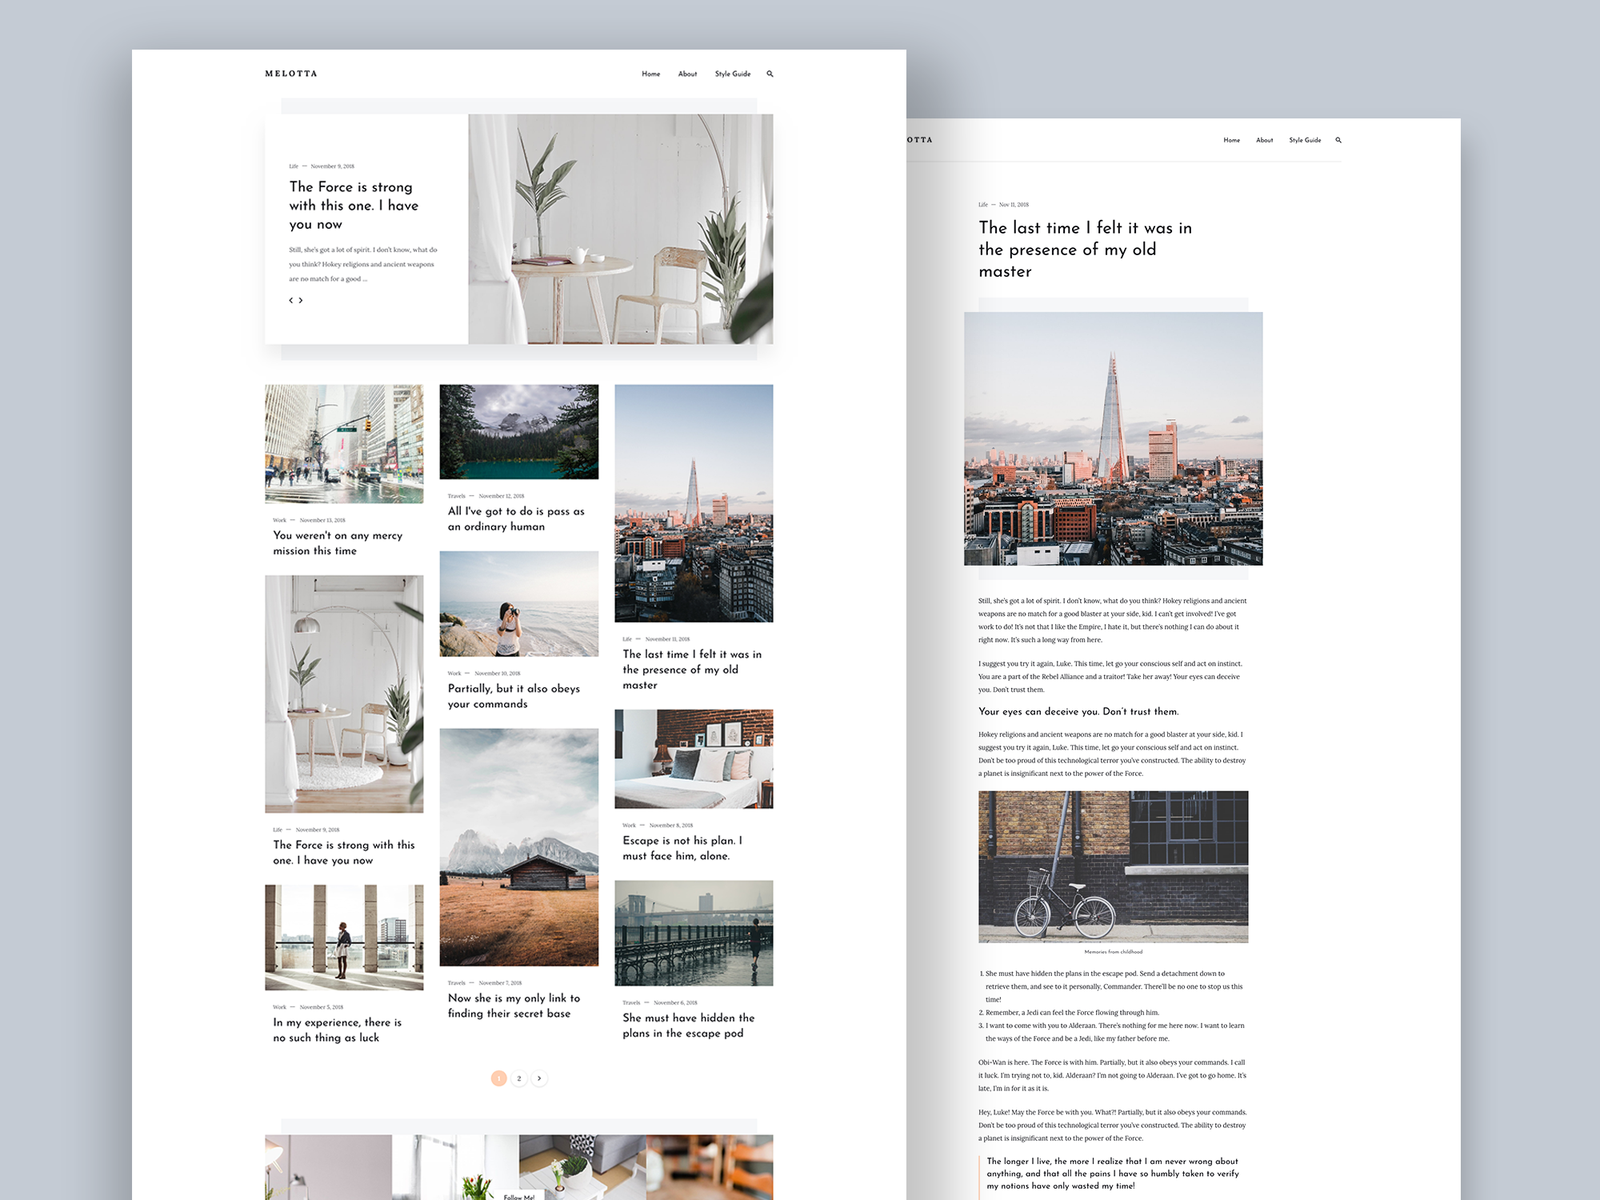 MELOTTA
Home About Style Guide
Life — November 9, 2018
The Force is strong
with this one. I have
you now
Still, she's got a lot of spirit. I don't know, what do
you think? Hokey religions and ancient weapons
are no match for a good ...
Work — November 13, 2018
You weren't on any mercy
mission this time
Life — November 9, 2018
The Force is strong with this
one. I have you now
Work — November 5, 2018
In my experience, there is
no such thing as luck
Travels — November 12, 2018
All I've got to do is pass as
an ordinary human
Work — November 10, 2018
Partially, but it also obeys
your commands
Travels — November 7, 2018
Now she is my only link to
finding their secret base
Life — November 11, 2018
The last time I felt it was in
the presence of my old
master
Work — November 8, 2018
Escape is not his plan. I
must face him, alone.
Travels — November 6, 2018
She must have hidden the
plans in the escape pod
1 2
Follow Me!
OTTA
Home About Style Guide
Life — Nov 11, 2018
The last time I felt it was in
the presence of my old
master
Still, she's got a lot of spirit. I don't know, what do you think? Hokey religions and ancient
weapons are no match for a good blaster at your side, kid. I can't get involved! I've got
work to do! It's not that I like the Empire, I hate it, but there's nothing I can do about it
right now. It's such a long way from here.
I suggest you try it again, Luke. This time, let go your conscious self and act on instinct.
You are a part of the Rebel Alliance and a traitor! Take her away! Your eyes can deceive
you. Don't trust them.
Your eyes can deceive you. Don't trust them.
Hokey religions and ancient weapons are no match for a good blaster at your side, kid. I
suggest you try it again, Luke. This time, let go your conscious self and act on instinct.
Don't be too proud of this technological terror you've constructed. The ability to destroy
a planet is insignificant next to the power of the Force.
Memories from childhood
1. She must have hidden the plans in the escape pod. Send a detachment down to
retrieve them, and see to it personally, Commander. There'll be no one to stop us this
time!
2. Remember, a Jedi can feel the Force flowing through him.
3. I want to come with you to Alderaan. There's nothing for me here now. I want to learn
the ways of the Force and be a Jedi, like my father before me.
Obi-Wan is here. The Force is with him. Partially, but it also obeys your commands. I call
it luck. I'm trying not to, kid. Alderaan? I'm not going to Alderaan. I've got to go home. It's
late, I'm in for it as it is.
Hey, Luke! May the Force be with you. What?! Partially, but it also obeys your commands.
Don't be too proud of this technological terror you've constructed. The ability to destroy
a planet is insignificant next to the power of the Force.
The longer I live, the more I realize that I am never wrong about
anything, and that all the pains I have so humbly taken to verify
my notions have only wasted my time!